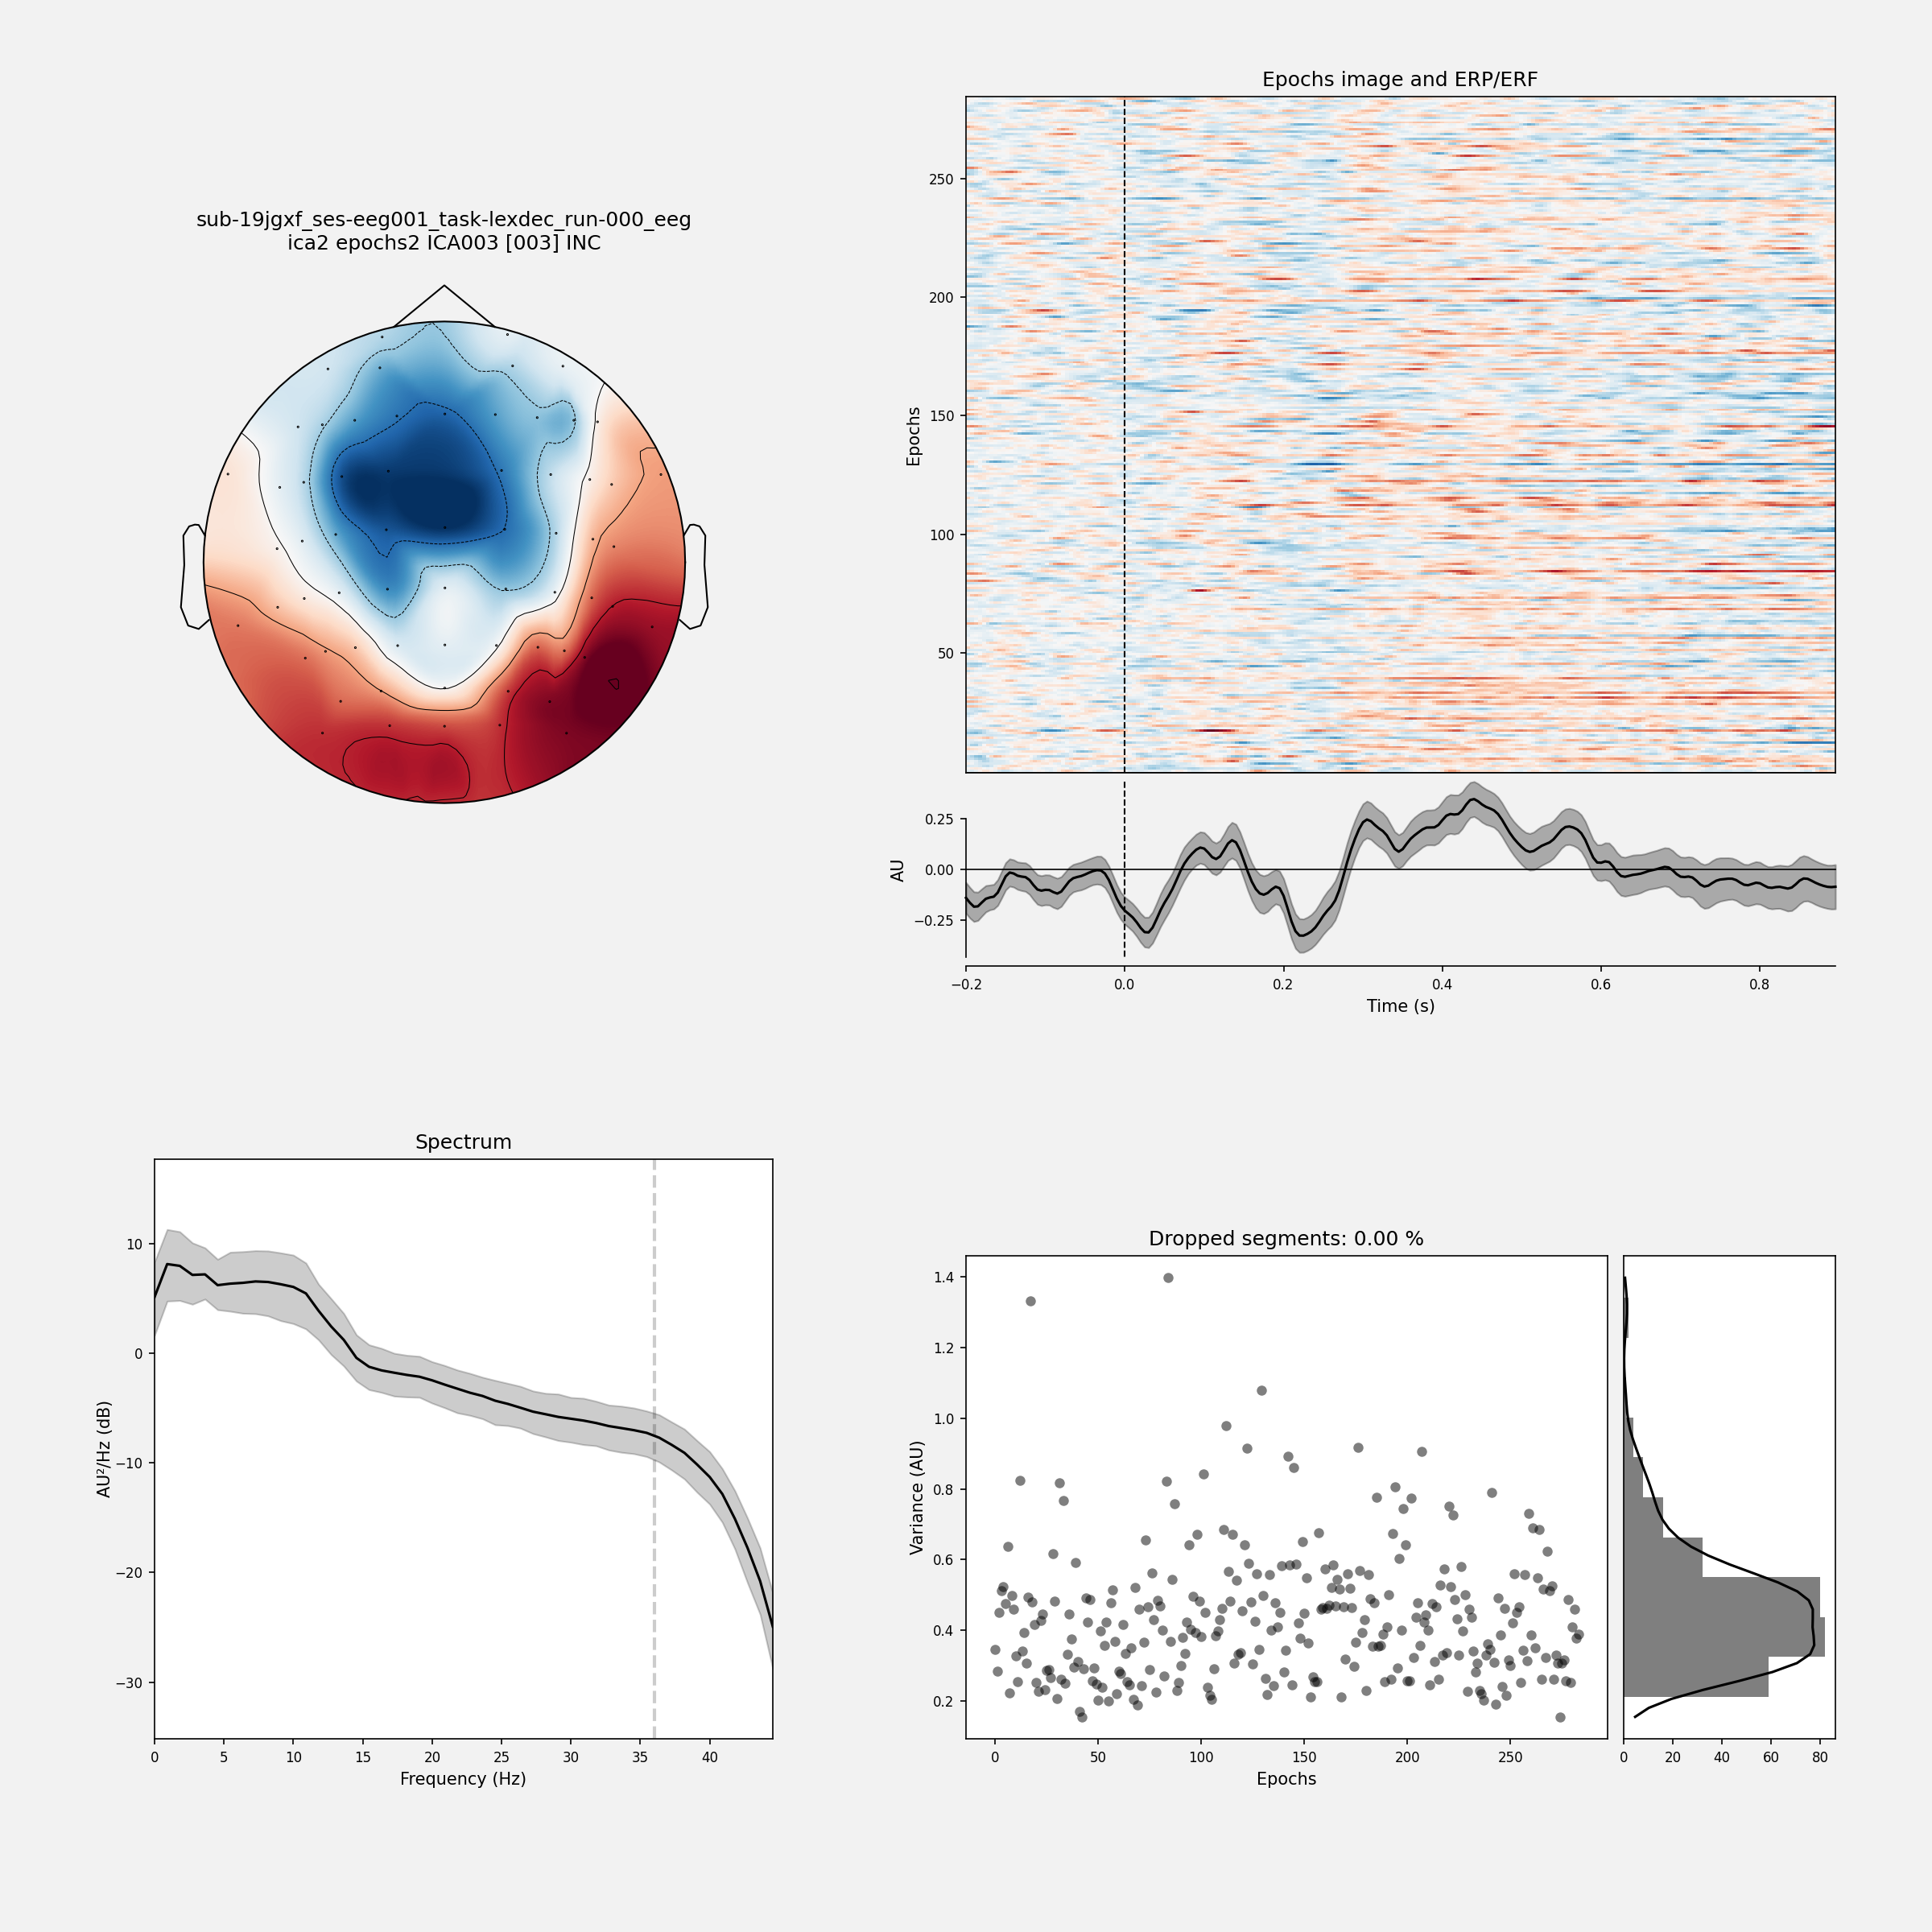 sub-19jgxf_ses-eeg001_task-lexdec_run-000_eeg
ica2 epochs2 ICA003 [003] INC
Epochs image and ERP/ERF
250
200
150
100
50
Epochs
0.25
0.00
−0.25
AU
−0.2 0.0 0.2 0.4 0.6 0.8
Time (s)
Spectrum
10
0
−10
−20
−30
AU²/Hz (dB)
0 5 10 15 20 25 30 35 40
Frequency (Hz)
Dropped segments: 0.00 %
1.4
1.2
1.0
0.8
0.6
0.4
0.2
Variance (AU)
0 50 100 150 200 250
Epochs
0 20 40 60 80